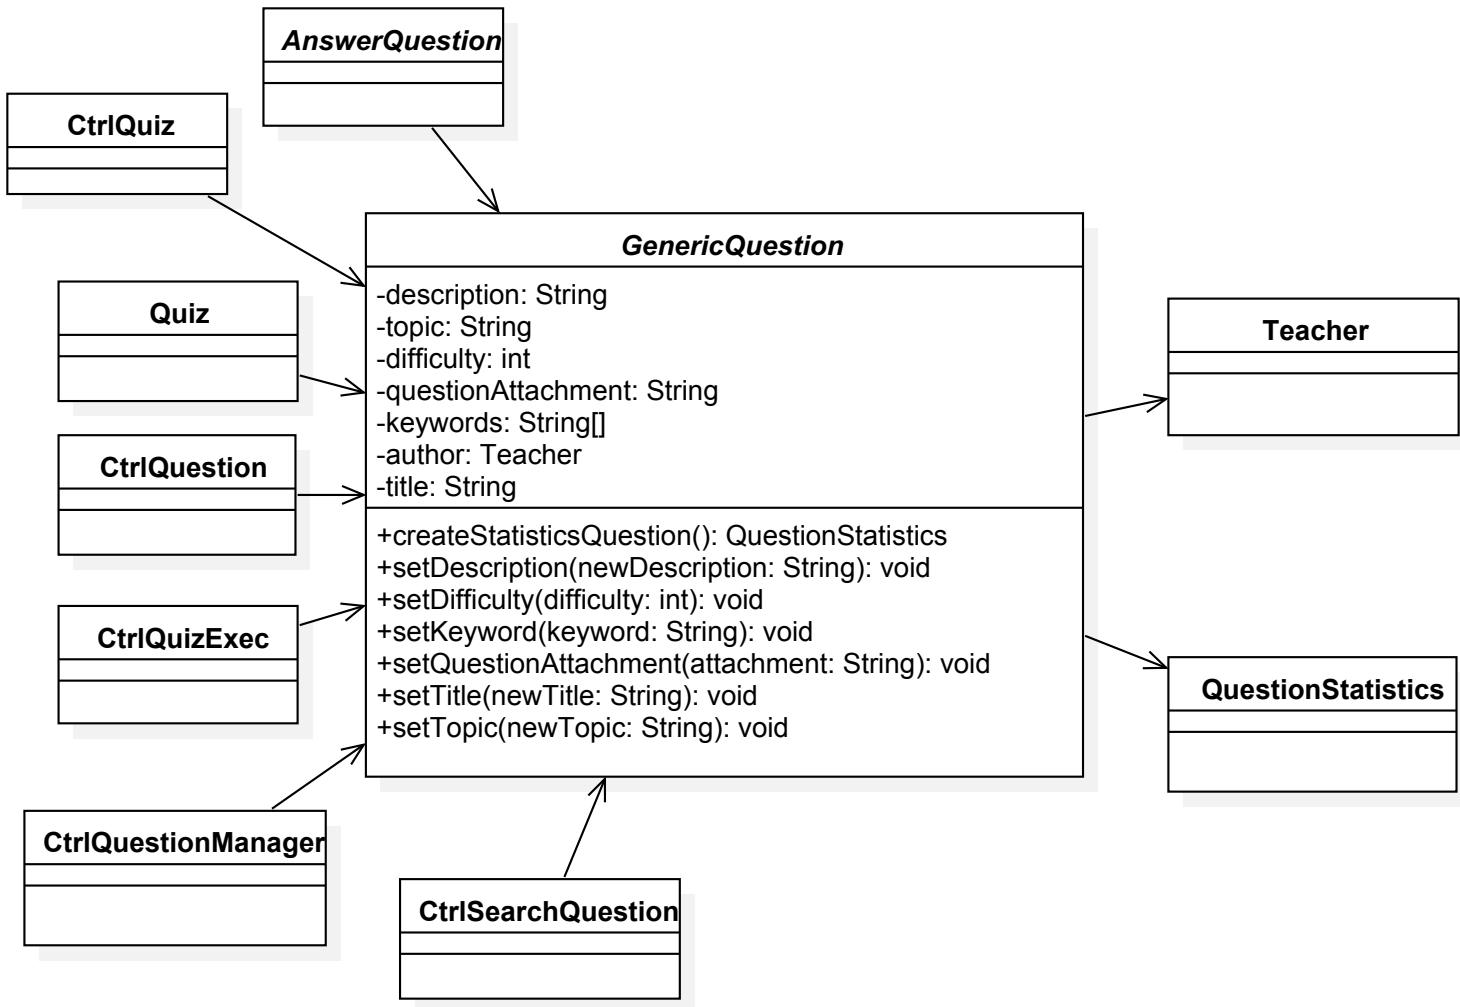 AnswerQuestion
CtrlQuiz
GenericQuestion
-description: String
-topic: String
-difficulty: int
-questionAttachment: String
-keywords: String[]
-author: Teacher
-title: String
+createStatisticsQuestion(): QuestionStatistics
+setDescription(newDescription: String): void
+setDifficulty(difficulty: int): void
+setKeyword(keyword: String): void
+setQuestionAttachment(attachment: String): void
+setTitle(newTitle: String): void
+setTopic(newTopic: String): void
Quiz
Teacher
CtrlQuestion
CtrlQuizExec
QuestionStatistics
CtrlQuestionManager
CtrlSearchQuestion